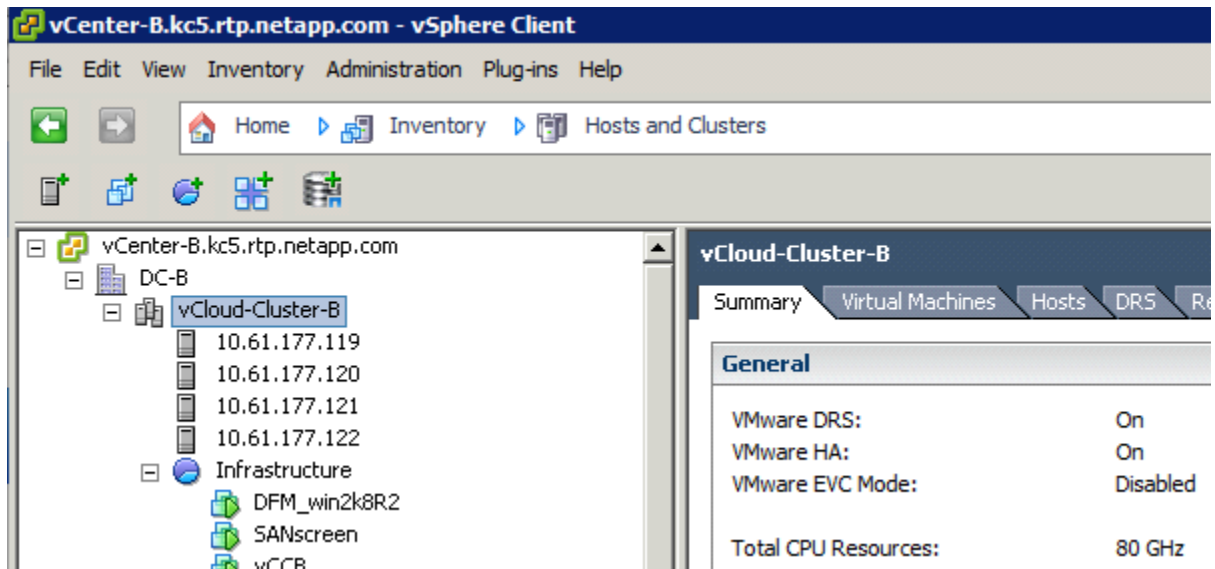 vCenter-B.kc5.rtp.netapp.com - vSphere Client
File Edit View Inventory Administration Plug-ins Help
Home Inventory Hosts and Clusters
vCenter-B.kc5.rtp.netapp.com
DC-B
vCloud-Cluster-B
10.61.177.119
10.61.177.120
10.61.177.121
10.61.177.122
Infrastructure
DFM_win2k8R2
SANscreen
vCCB
vCloud-Cluster-B
Summary Virtual Machines Hosts DRS Re
General
VMware DRS: On
VMware HA: On
VMware EVC Mode: Disabled
Total CPU Resources: 80 GHz